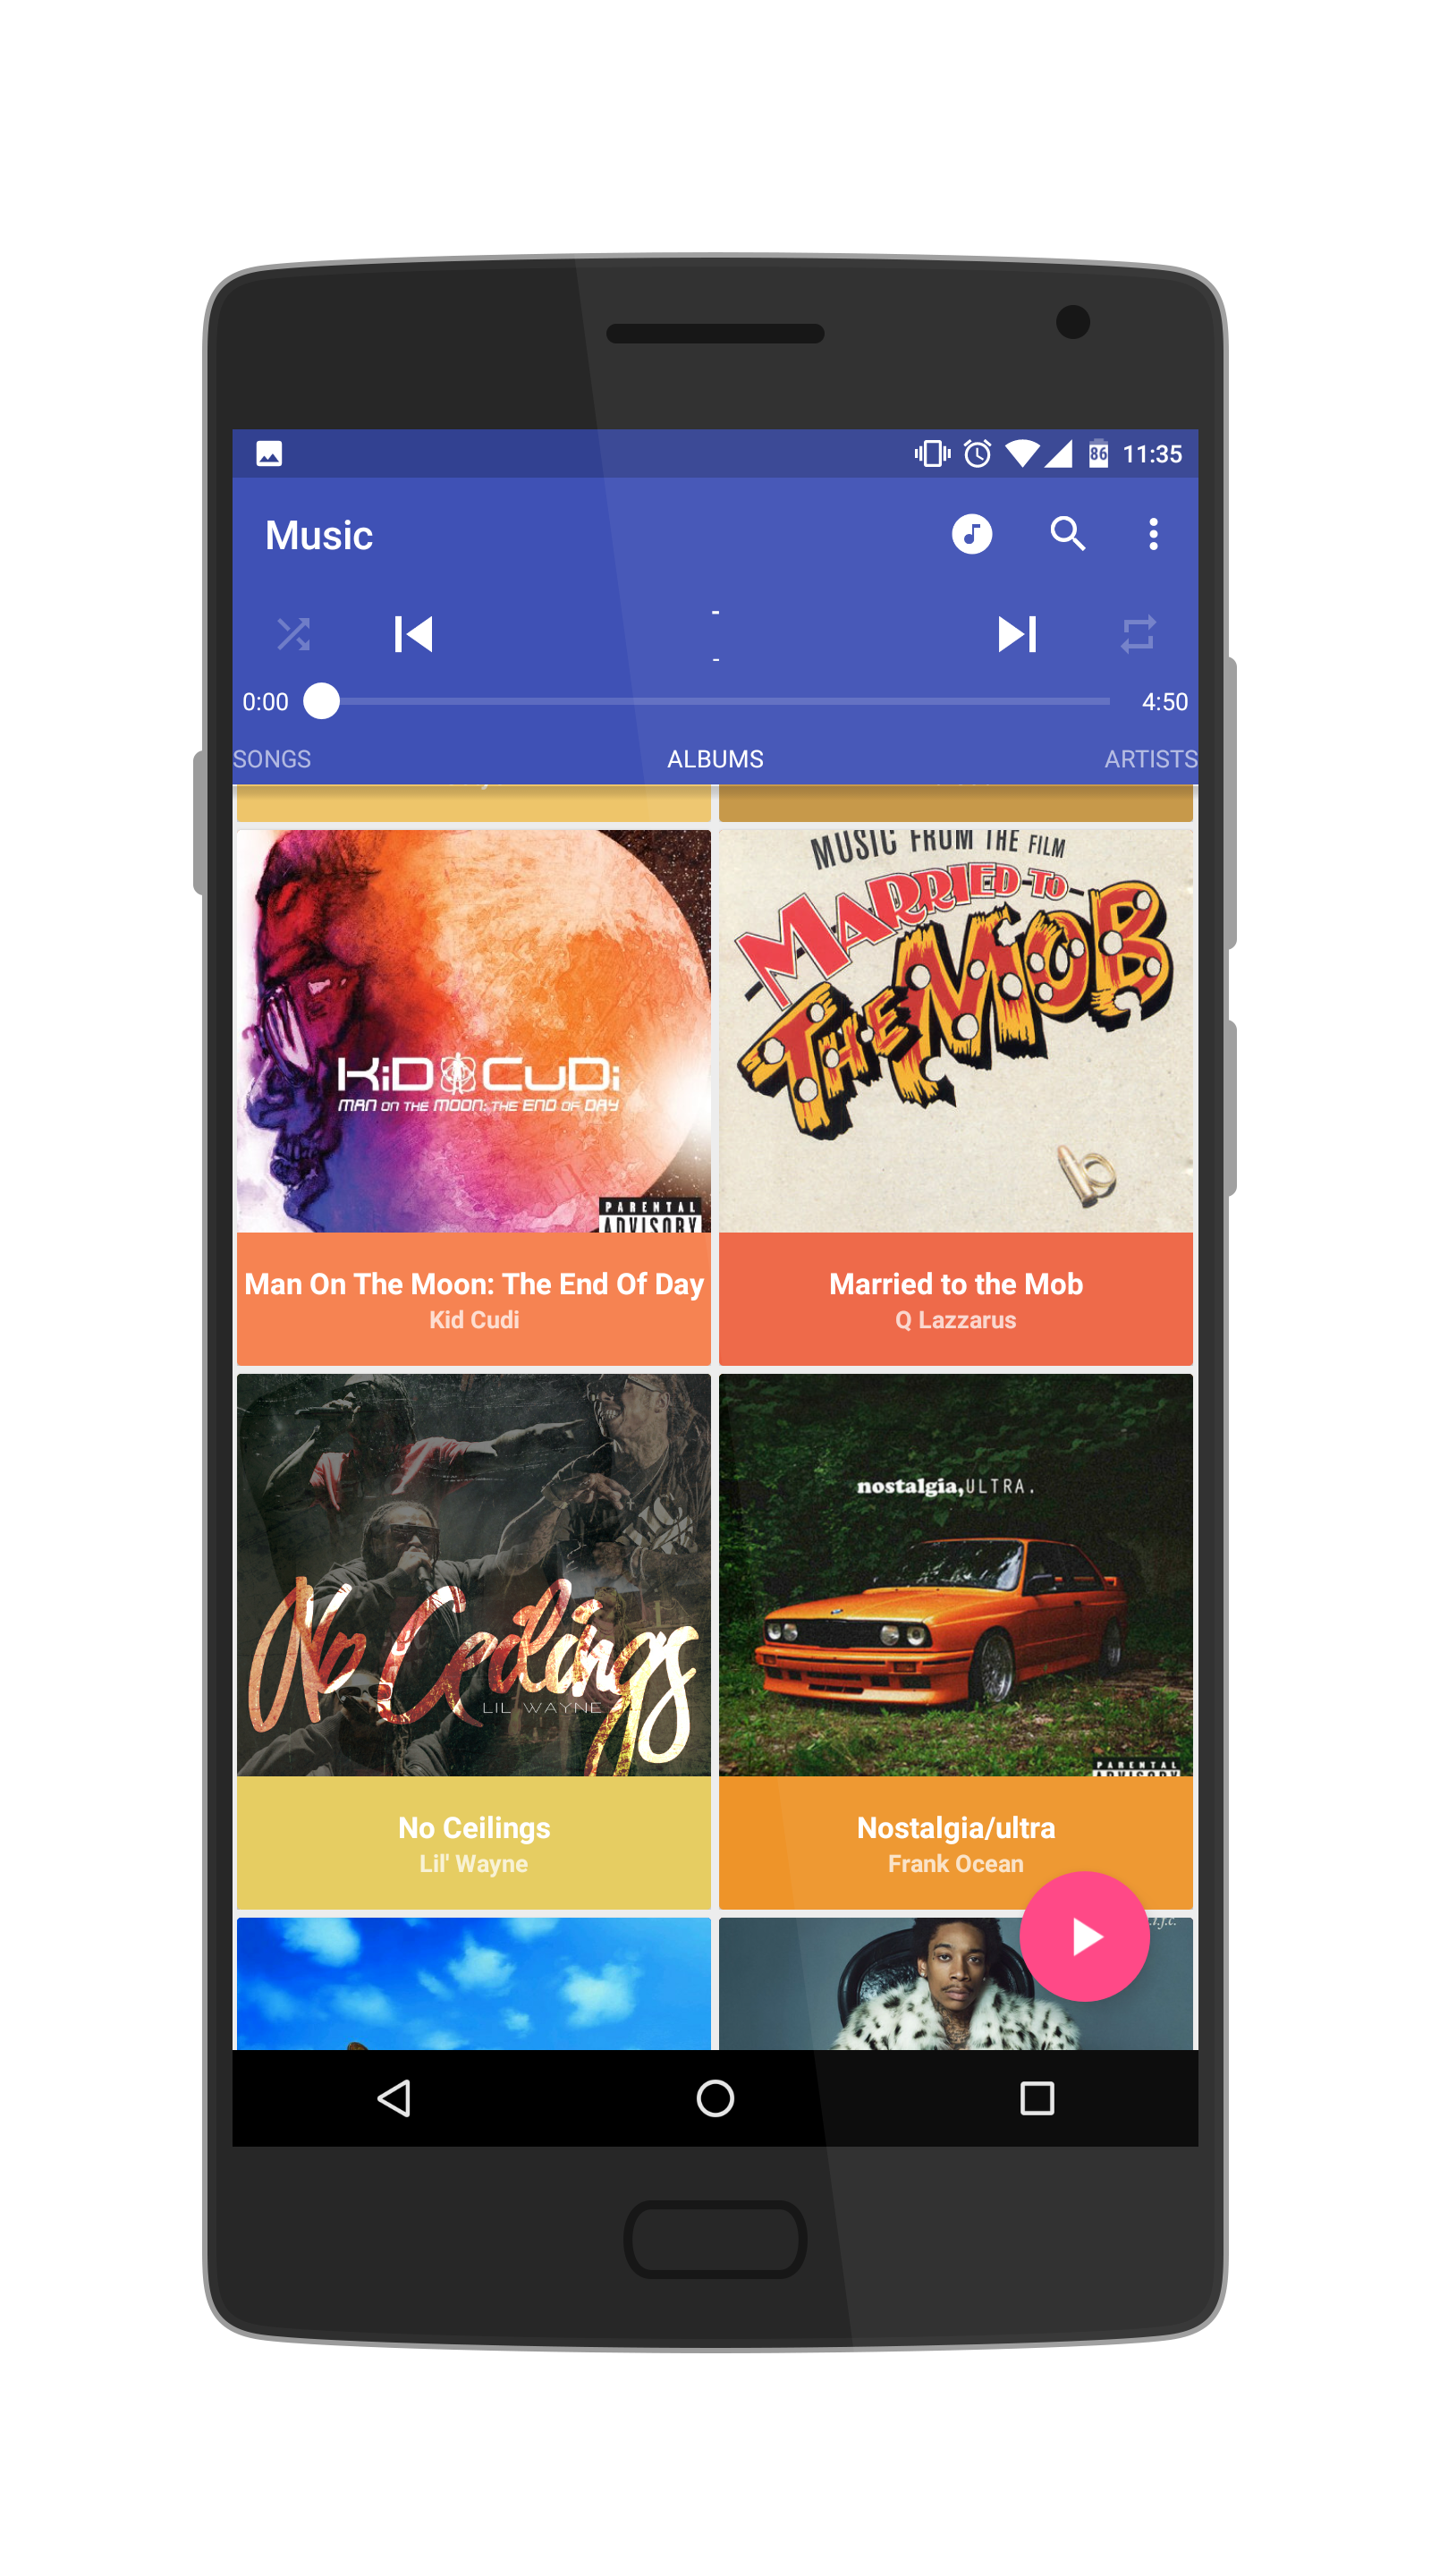 86 11:35
Music
-
-
0:00 4:50
SONGS ALBUMS ARTISTS
MUSIC FROM THE FILM
MARRIED TO
THE MOB
KiD CuDi
MAN ON THE MOON: THE END OF DAY
PARENTAL
ADVISORY
Man On The Moon: The End Of Day
Kid Cudi
Married to the Mob
Q Lazzarus
No Ceilings
LIL WAYNE
nostalgia,ULTRA.
PARENTAL
ADVISORY
No Ceilings
Lil' Wayne
Nostalgia/ultra
Frank Ocean